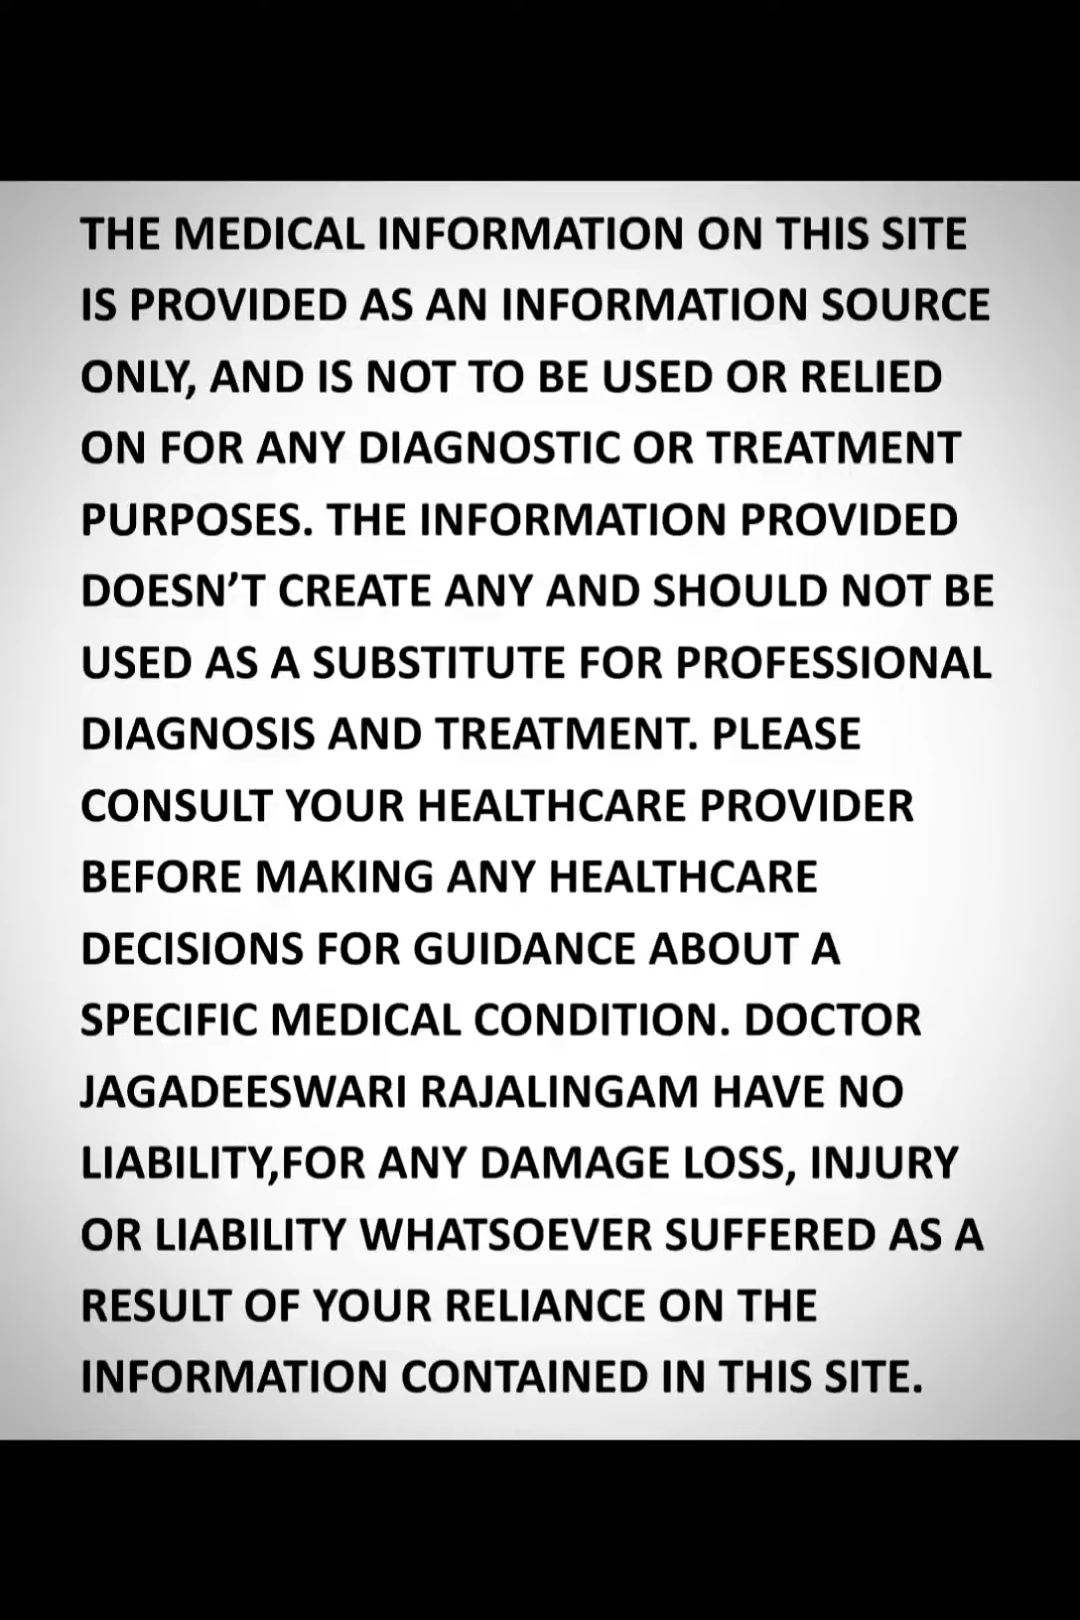 THE MEDICAL INFORMATION ON THIS SITE
IS PROVIDED AS AN INFORMATION SOURCE
ONLY, AND IS NOT TO BE USED OR RELIED
ON FOR ANY DIAGNOSTIC OR TREATMENT
PURPOSES. THE INFORMATION PROVIDED
DOESN’T CREATE ANY AND SHOULD NOT BE
USED AS A SUBSTITUTE FOR PROFESSIONAL
DIAGNOSIS AND TREATMENT. PLEASE
CONSULT YOUR HEALTHCARE PROVIDER
BEFORE MAKING ANY HEALTHCARE
DECISIONS FOR GUIDANCE ABOUT A
SPECIFIC MEDICAL CONDITION. DOCTOR
JAGADEESWARI RAJALINGAM HAVE NO
LIABILITY,FOR ANY DAMAGE LOSS, INJURY
OR LIABILITY WHATSOEVER SUFFERED AS A
RESULT OF YOUR RELIANCE ON THE
INFORMATION CONTAINED IN THIS SITE.